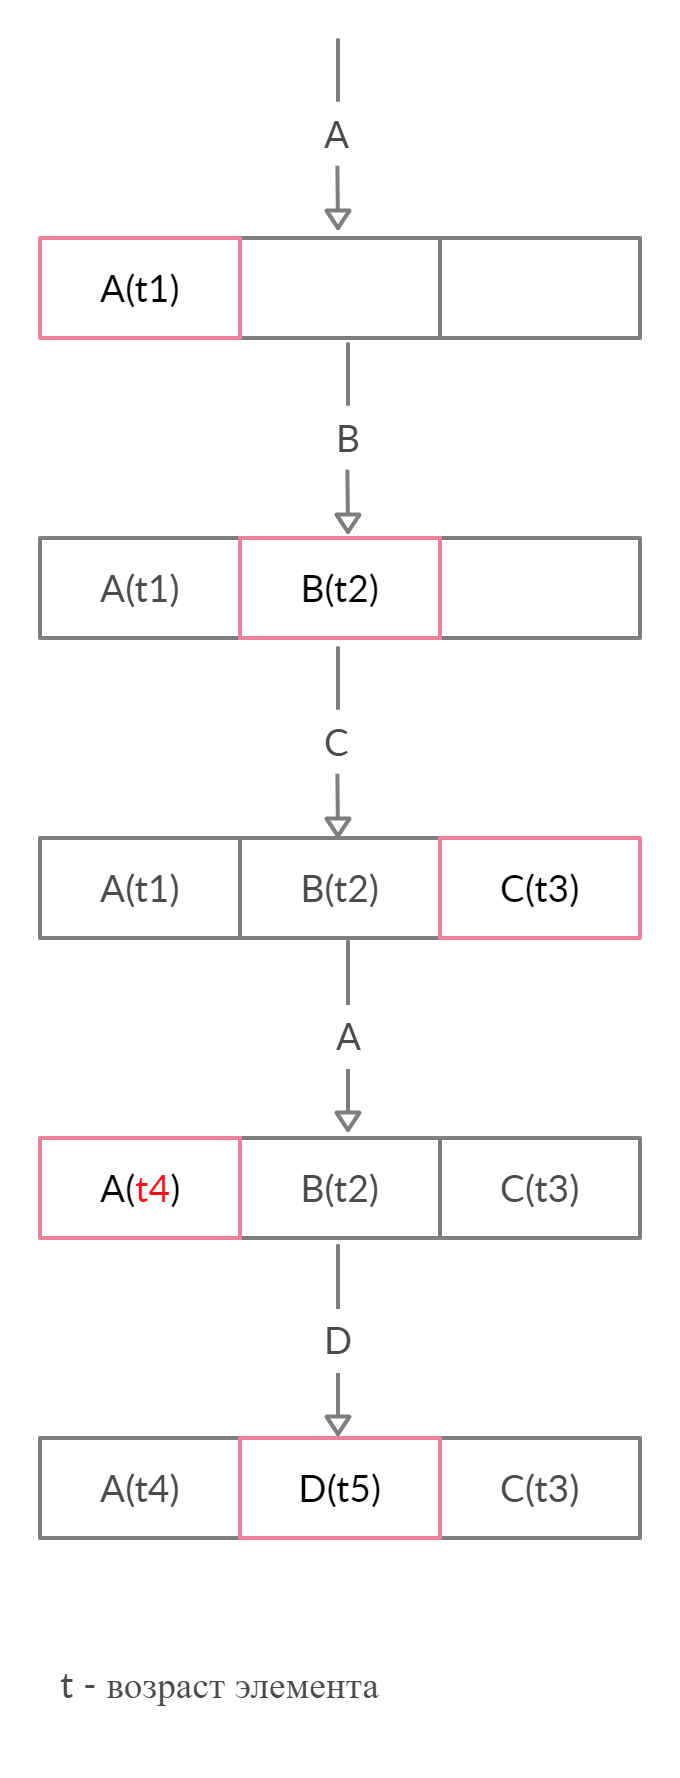 A
A(t1)
B
A(t1) B(t2)
C
A(t1) B(t2) C(t3)
A
A(t4) B(t2) C(t3)
D
A(t4) D(t5) C(t3)
t - возраст элемента